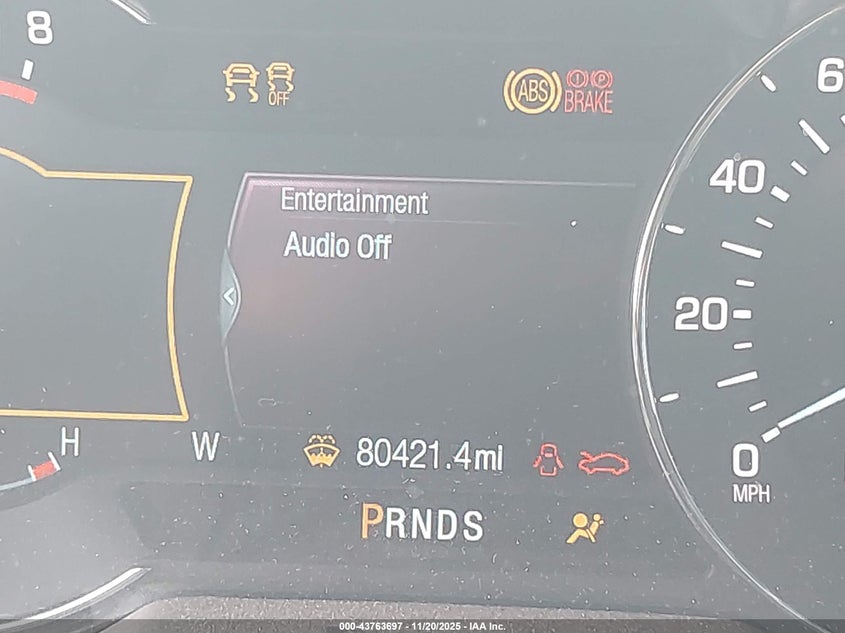 8
OFF
ABS
BRAKE
60
40
Entertainment
Audio Off
20
H
W
80421.4mi
0
MPH
PRNDS
000-43763697 - 11/20/2025 - IAA Inc.